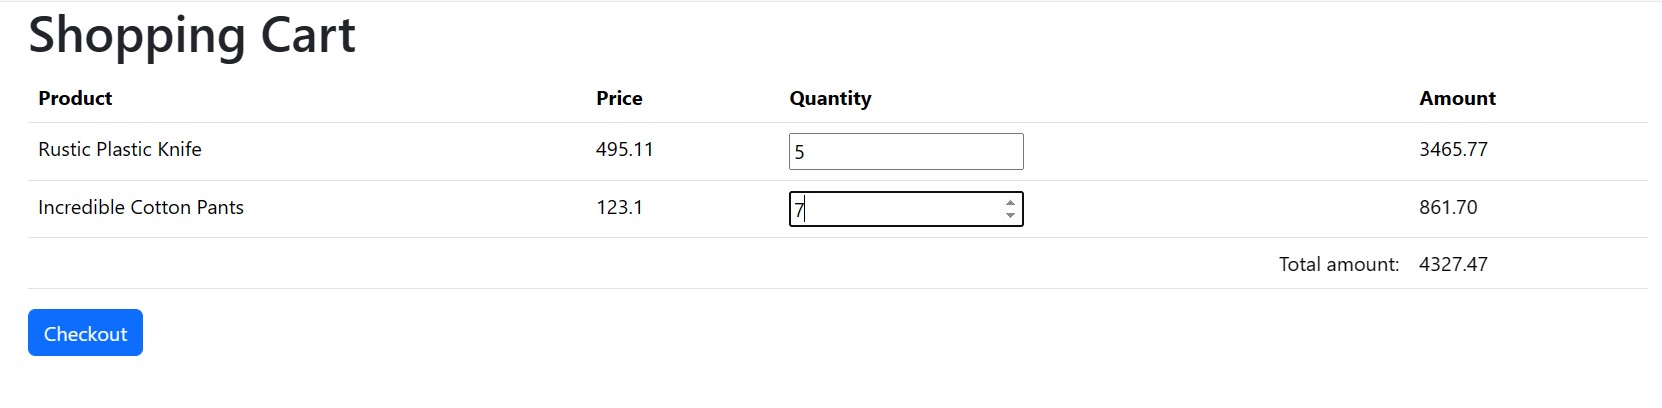 Shopping Cart
Product Price Quantity Amount
Rustic Plastic Knife 495.11 5 3465.77
Incredible Cotton Pants 123.1 7 861.70
Total amount: 4327.47
Checkout